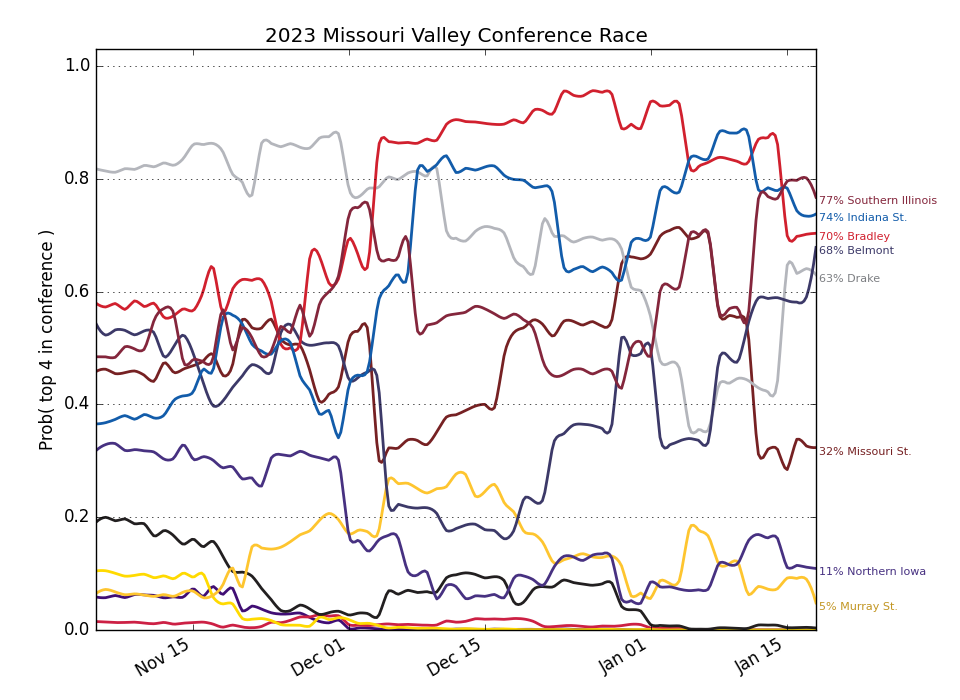 2023 Missouri Valley Conference Race
Prob( top 4 in conference )
1.0
0.8
0.6
0.4
0.2
0.0
Nov 15
Dec 01
Dec 15
Jan 01
Jan 15
77% Southern Illinois
74% Indiana St.
70% Bradley
68% Belmont
63% Drake
32% Missouri St.
11% Northern Iowa
5% Murray St.